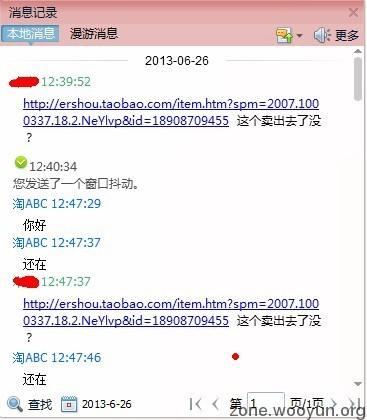 消息记录
本地消息 漫游消息 更多
2013-06-26
12:39:52
http://ershou.taobao.com/item.htm?spm=2007.100
0337.18.2.NeYlvp&id=18908709455 这个卖出去了没
?
12:40:34
您发送了一个窗口抖动。
淘ABC 12:47:29
你好
淘ABC 12:47:37
还在
12:47:37
http://ershou.taobao.com/item.htm?spm=2007.100
0337.18.2.NeYlvp&id=18908709455 这个卖出去了没
?
淘ABC 12:47:46
还在
查找 2013-6-26 第 1 页/1页
zone.wooyun.org